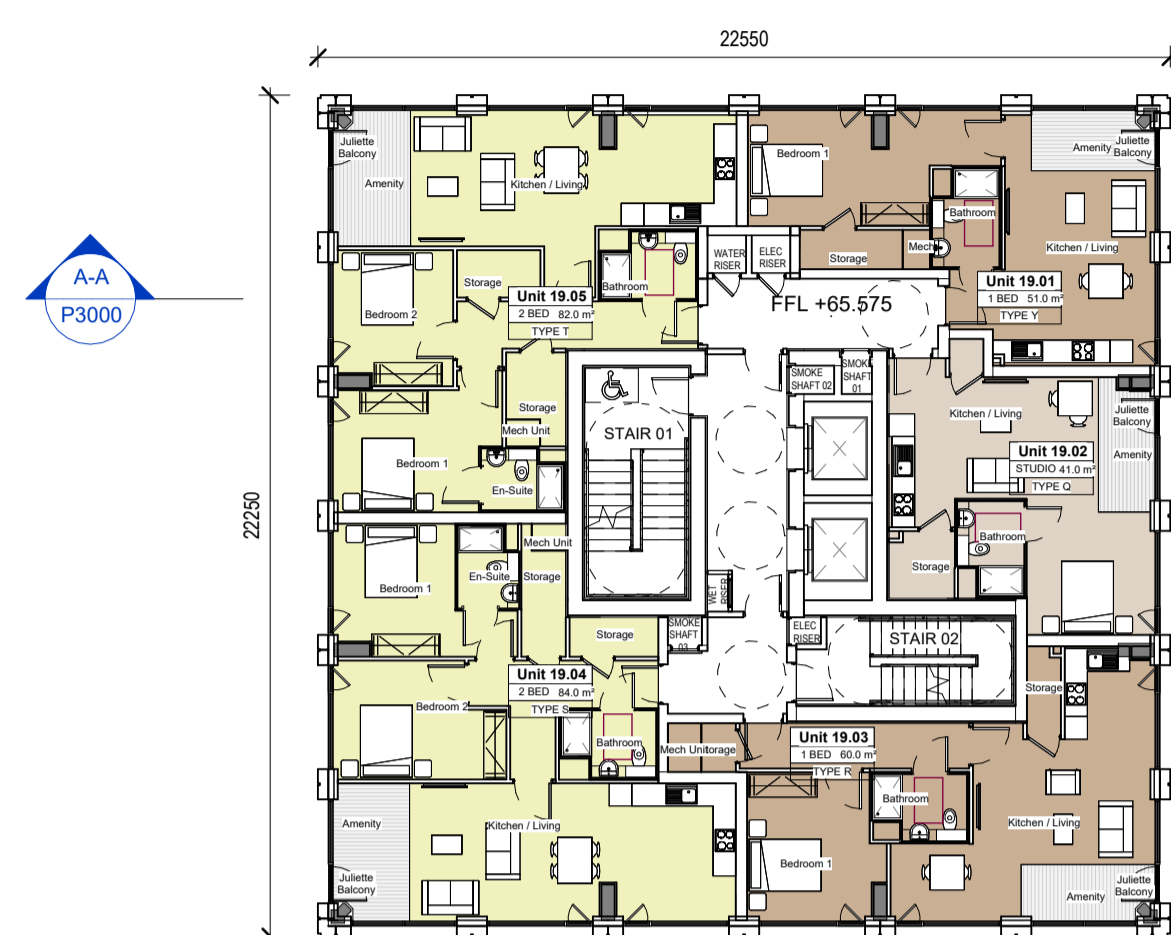 22550
22250
A-A
P3000
Juliette
Balcony
Amenity
Kitchen / Living
Bedroom 1
Amenity
Juliette
Balcony
Bathroom
Kitchen / Living
Mech
Storage
WATER
RISER
ELEC
RISER
Bathroom
Storage
Bedroom 2
Unit 19.05
2 BED 82.0 m²
TYPE T
FFL +65.575
Unit 19.01
1 BED 51.0 m²
TYPE Y
SMOKE
SHAFT 02
SMOKE
SHAFT
01
Kitchen / Living
Juliette
Balcony
Amenity
Unit 19.02
STUDIO 41.0 m²
TYPE Q
Storage
Mech Unit
STAIR 01
Bedroom 1
En-Suite
Mech Unit
Storage
En-Suite
Bedroom 1
Bathroom
Storage
WET
RISER
SMOKE
SHAFT
03
ELEC
RISER
STAIR 02
Storage
Unit 19.04
2 BED 84.0 m²
TYPE S
Bedroom 2
Storage
Bathroom
Mech Unit
torage
Unit 19.03
1 BED 60.0 m²
TYPE R
Bathroom
Amenity
Kitchen / Living
Kitchen / Living
Bedroom 1
Juliette
Balcony
Amenity
Juliette
Balcony